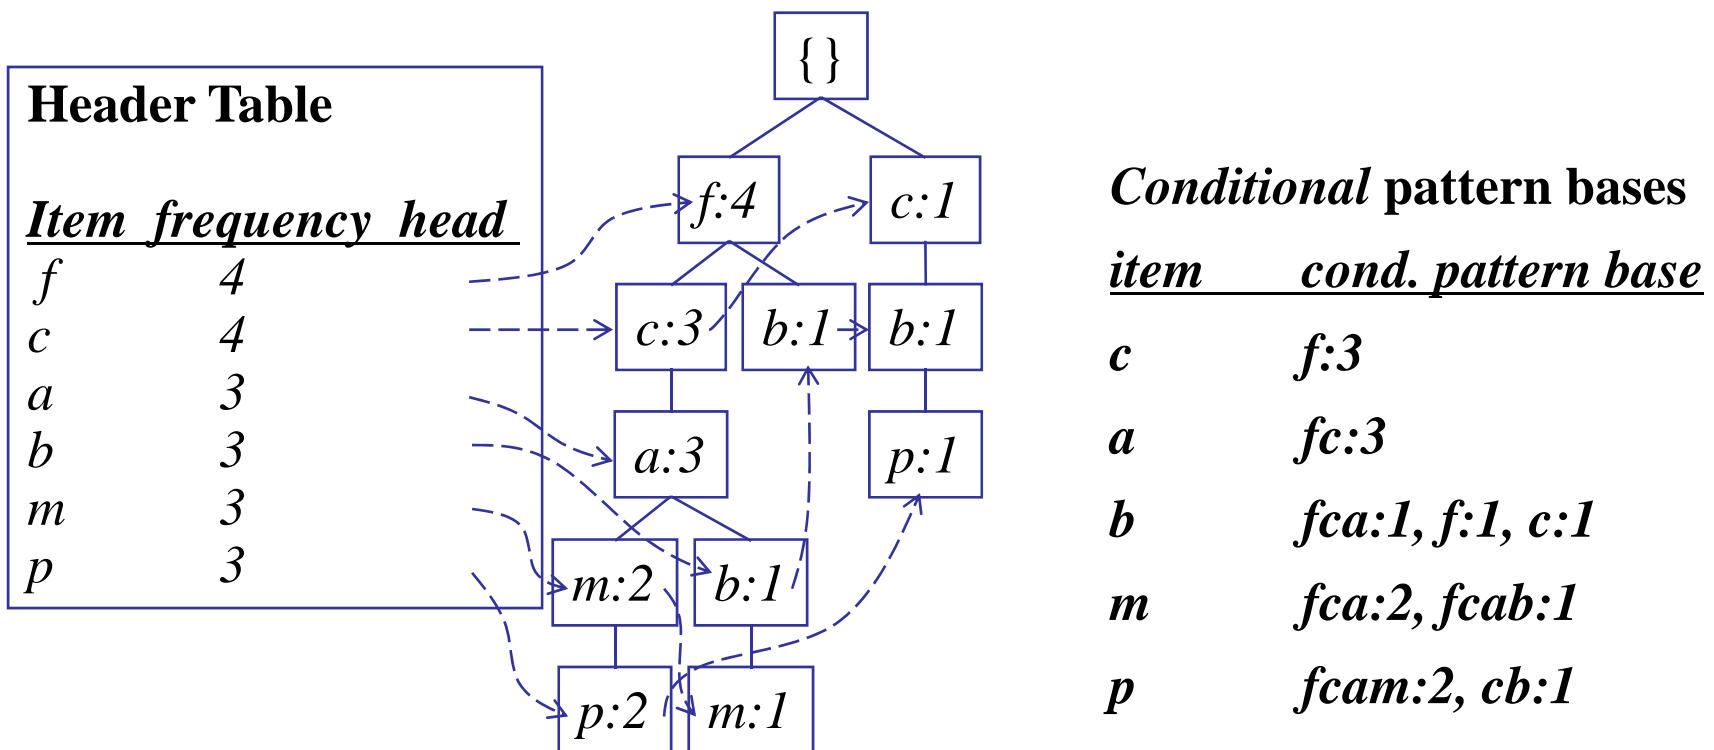 Header Table
Item frequency head
f 4
c 4
a 3
b 3
m 3
p 3
{}
f:4 c:1
c:3 b:1 b:1
a:3 p:1
m:2 b:1
p:2 m:1
Conditional pattern bases
item cond. pattern base
c f:3
a fc:3
b fca:1, f:1, c:1
m fca:2, fcab:1
p fcam:2, cb:1